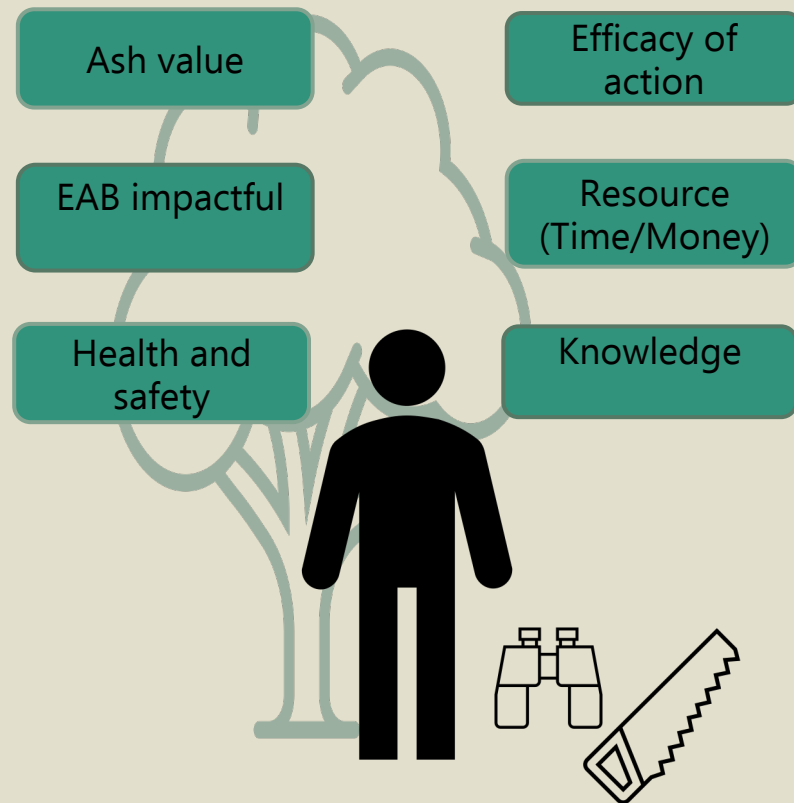 Ash value
EAB impactful
Health and
safety
Efficacy of
action
Resource
(Time/Money)
Knowledge